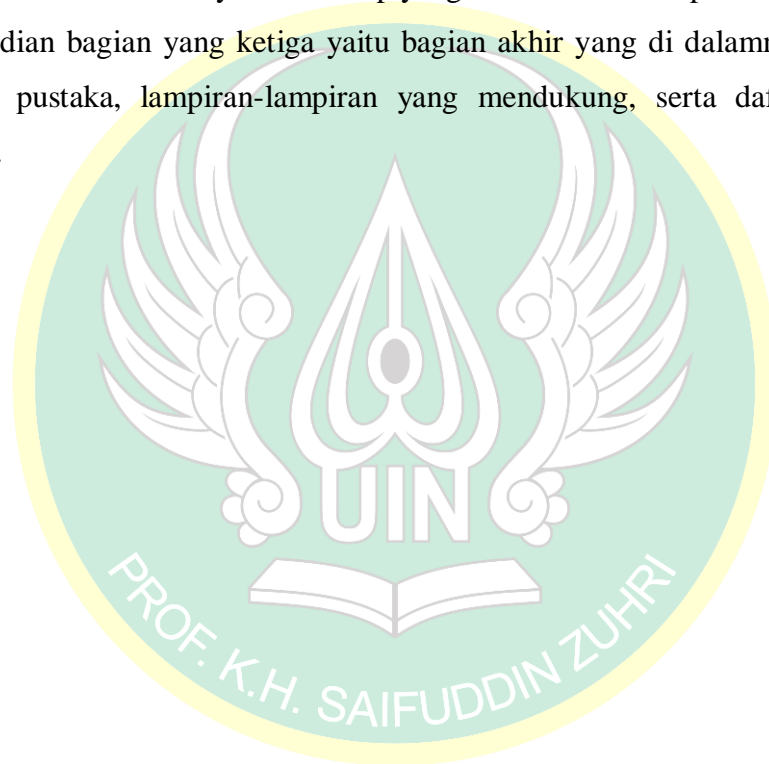 dian bagian yang ketiga yaitu bagian akhir yang di dalamn
pustaka, lampiran-lampiran yang mendukung, serta daf
UIN
PROF. K.H. SAIFUDDIN ZUHRI